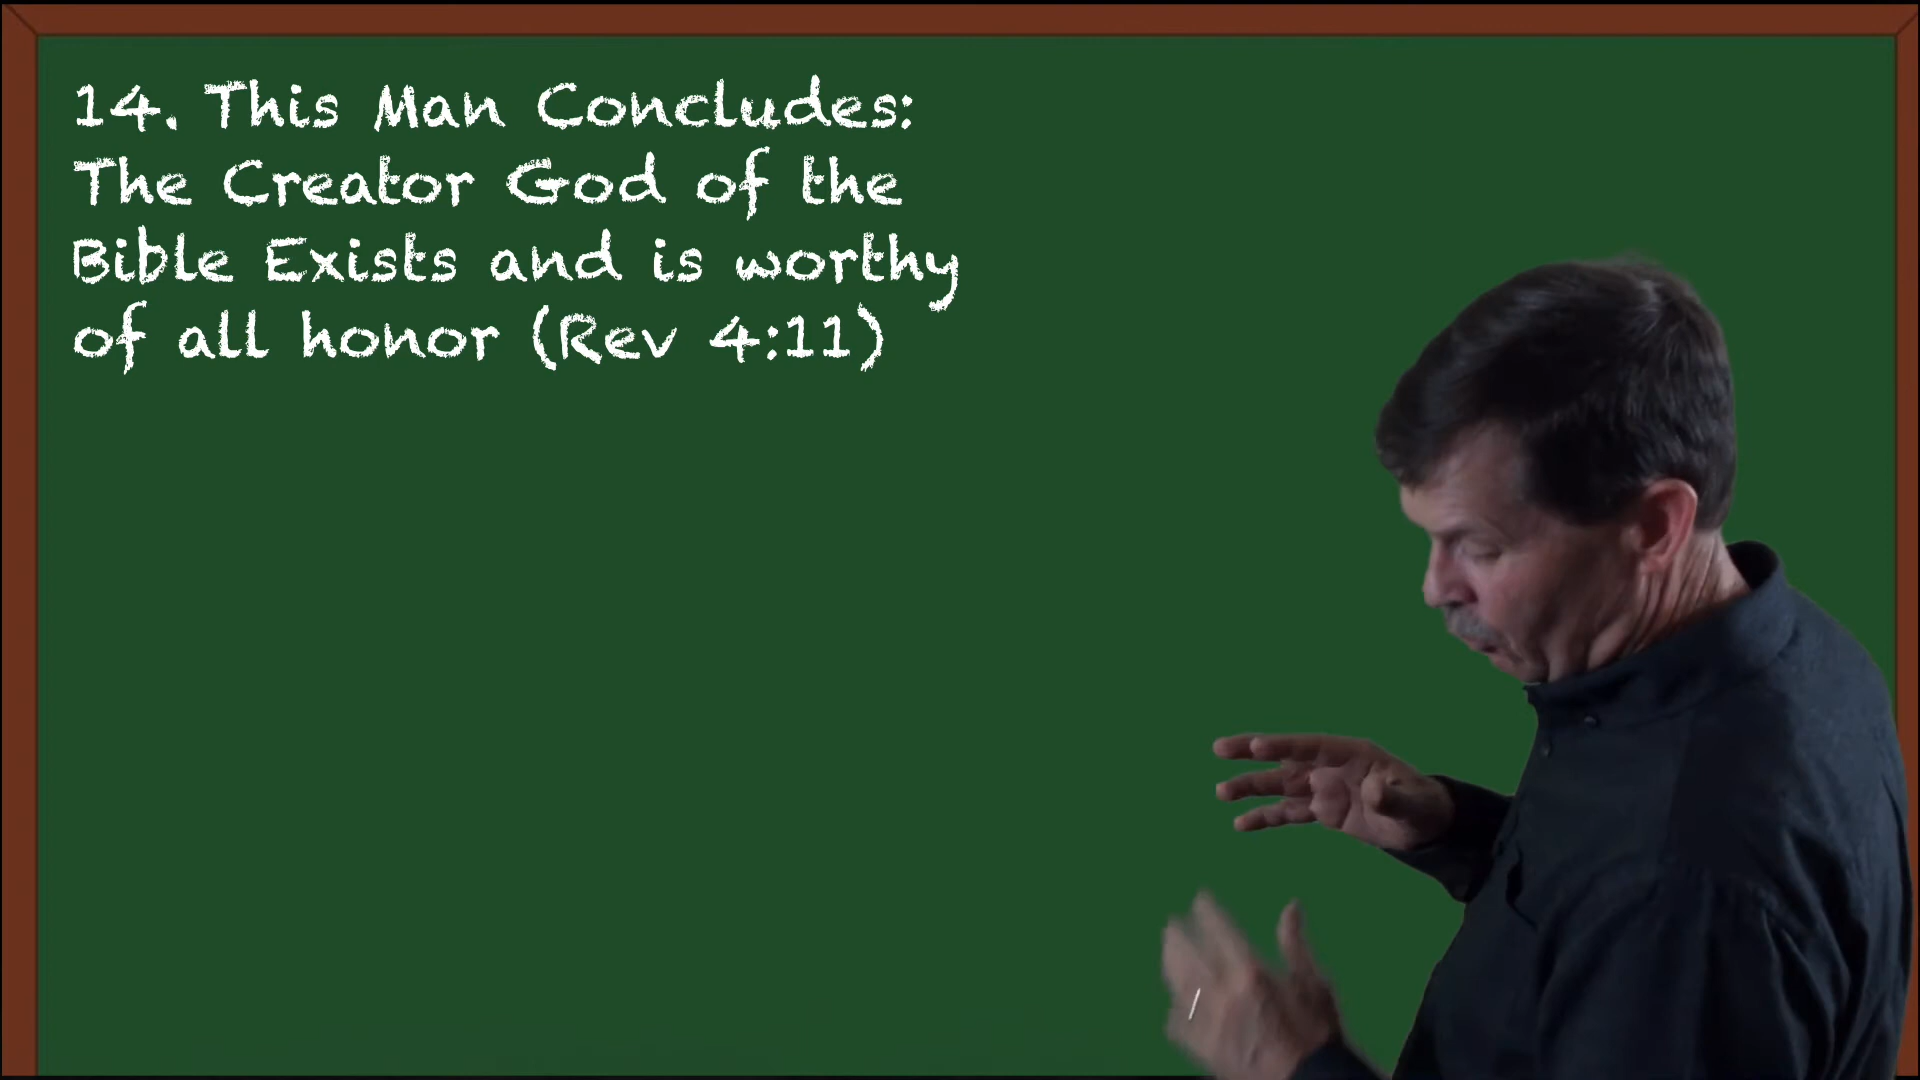 14. This Man Concludes:
The Creator God of the
Bible Exists and is worthy
of all honor (Rev 4:11)